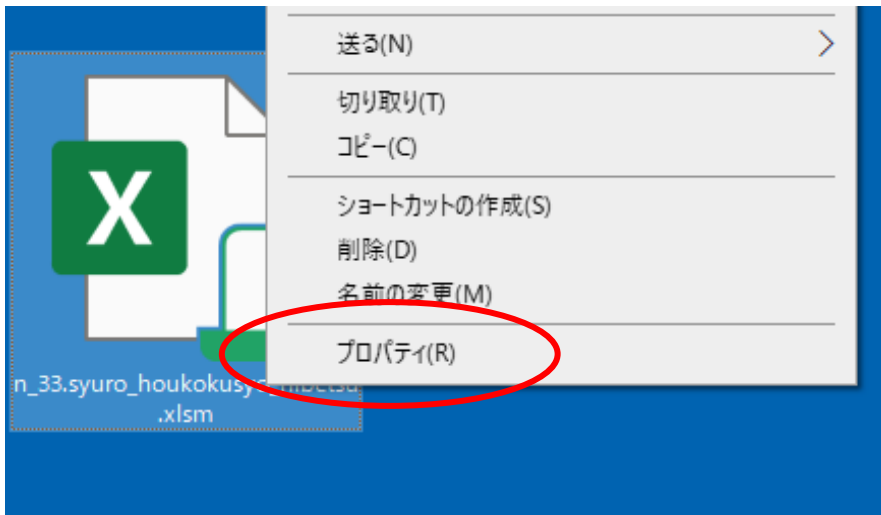 送る(N)
切り取り(T)
コピー(C)
ショートカットの作成(S)
削除(D)
名前の変更(M)
プロパティ(R)
X
n_33.syuro_houkokusyo_hibetsu
.xlsm